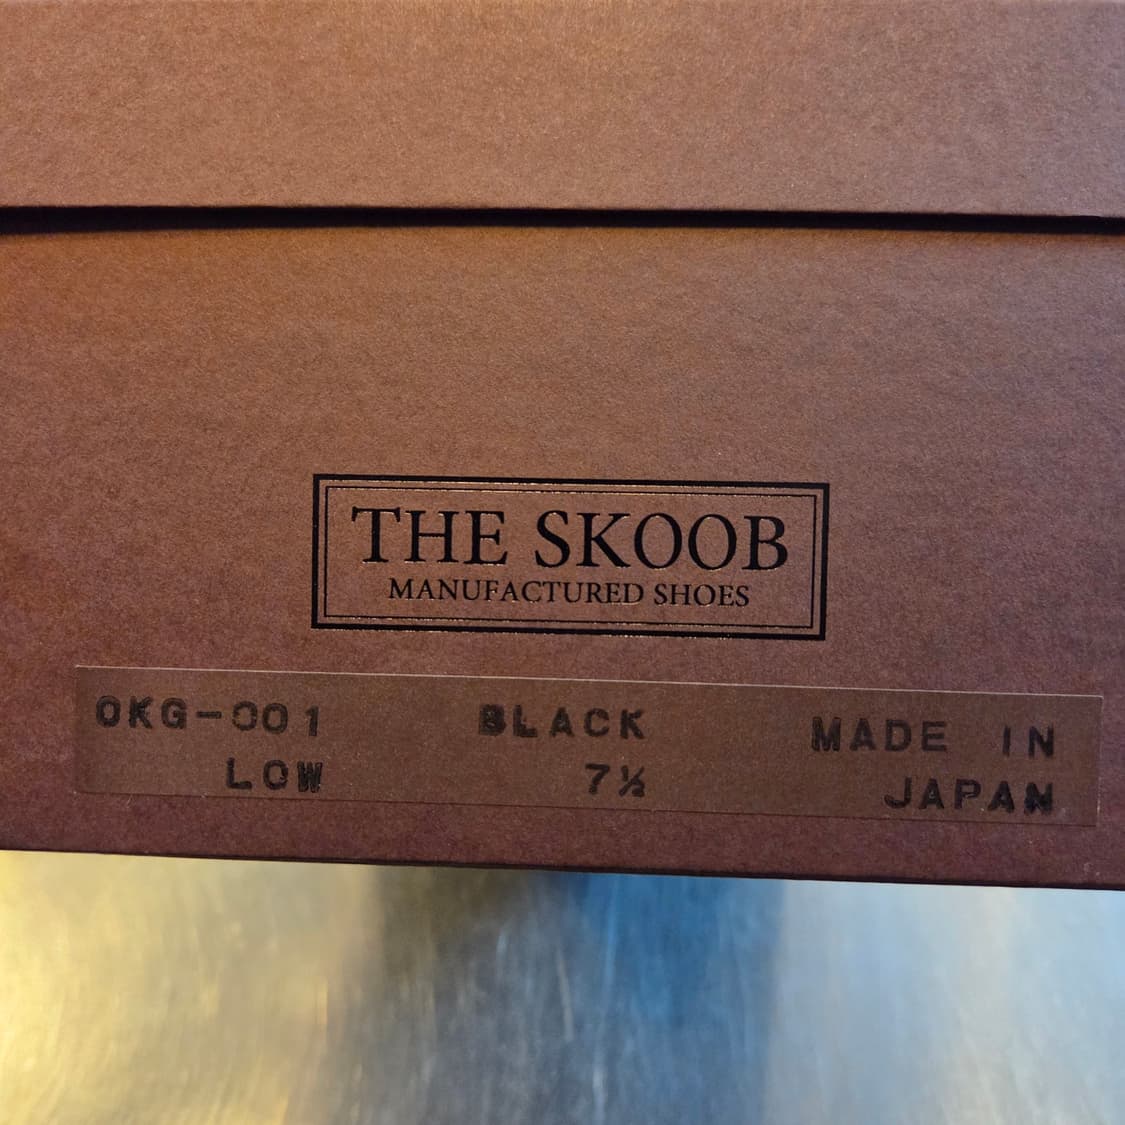 THE SKOOB
MANUFACTURED SHOES
OKG-001 BLACK MADE IN
LOW 7½ JAPAN